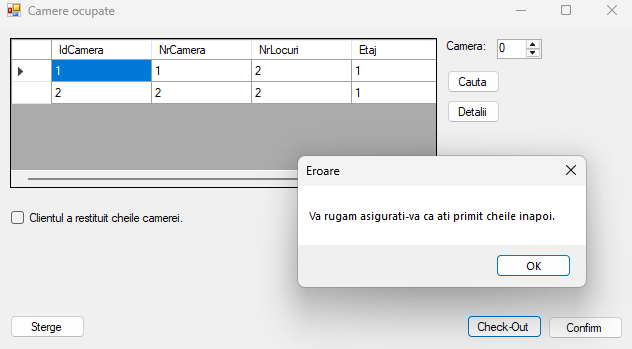 Camere ocupate
IdCamera NrCamera NrLocuri Etaj
1 1 2 1
2 2 2 1
Camera: 0
Cauta
Detalii
Eroare
Va rugam asigurati-va ca ati primit cheile inapoi.
OK
Clientul a restituit cheile camerei.
Sterge Check-Out Confirm